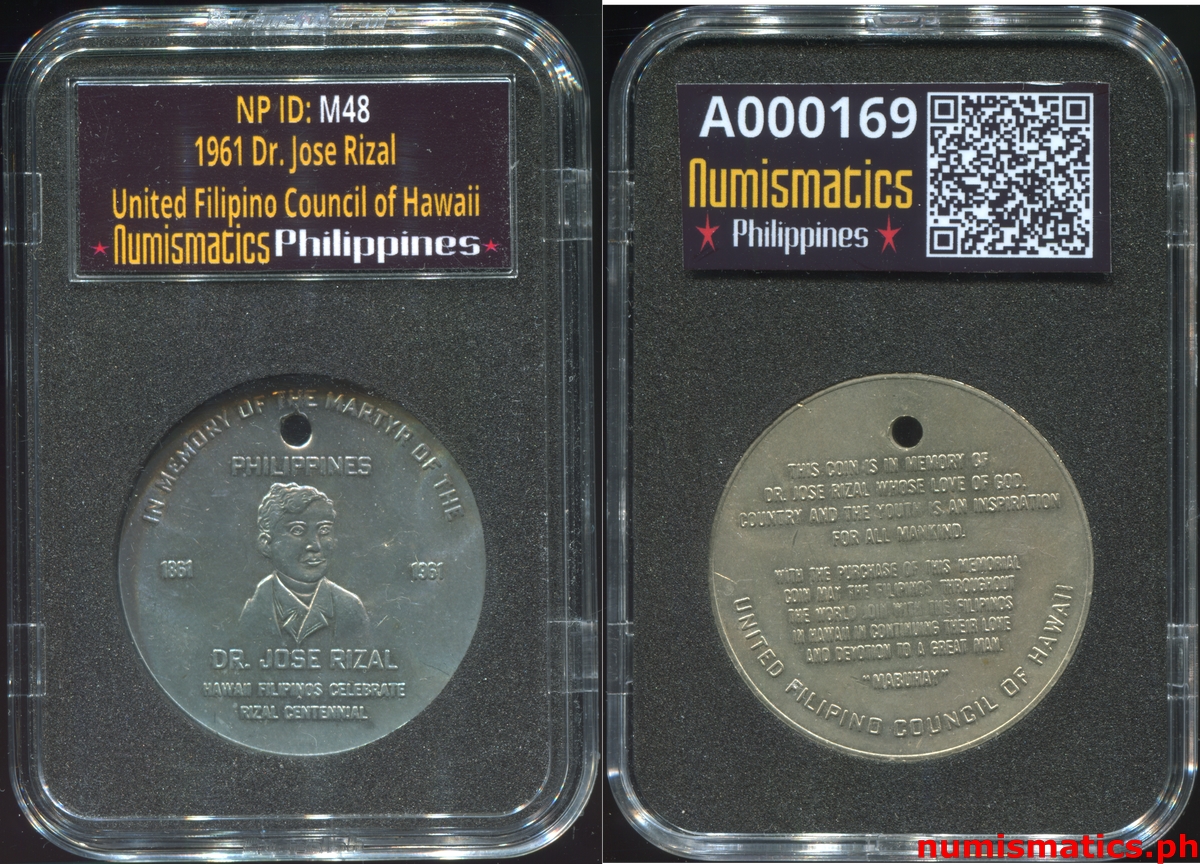 NP ID: M48
1961 Dr. Jose Rizal
United Filipino Council of Hawaii
Numismatics Philippines
IN MEMORY OF THE MARTYR OF THE
PHILIPPINES
1861 1961
DR. JOSE RIZAL
HAWAII FILIPINOS CELEBRATE
RIZAL CENTENNIAL
A000169
Numismatics
Philippines
THIS COIN IS IN MEMORY OF
DR. JOSE RIZAL WHOSE LOVE OF GOD.
COUNTRY AND THE YOUTH IS AN INSPIRATION
FOR ALL MANKIND.
WITH THE PURCHASE OF THIS MEMORIAL
COIN MAY THE FILIPINOS THROUGHOUT
THE WORLD JOIN WITH THE FILIPINOS
IN HAWAII IN CONTINUING THEIR LOVE
AND DEVOTION TO A GREAT MAN.
"MABUHAY"
UNITED FILIPINO COUNCIL OF HAWAII
numismatics.ph